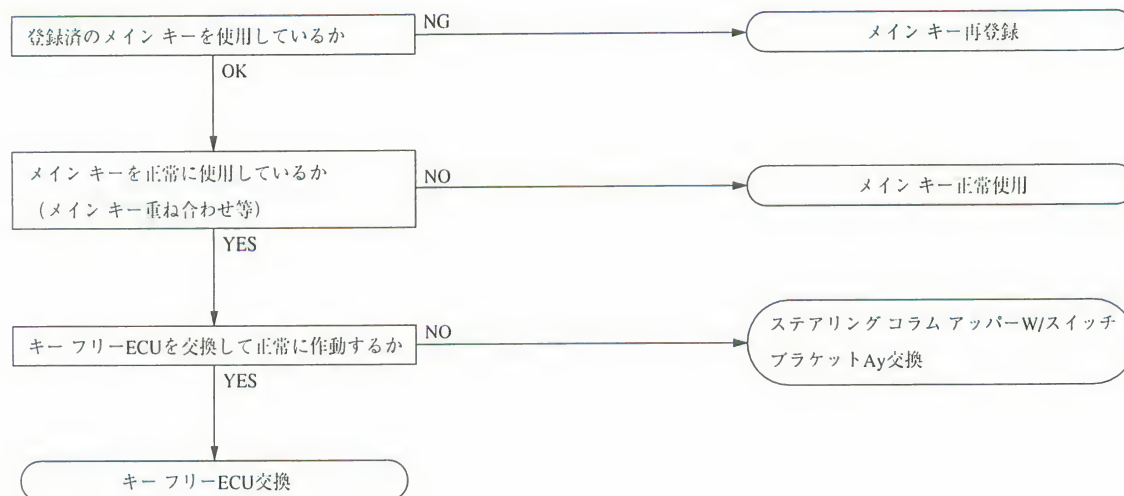 登録済のメイン キーを使用しているか
NG
メイン キー再登録
OK
メイン キーを正常に使用しているか
(メイン キー重ね合わせ等)
NO
メイン キー正常使用
YES
キー フリーECUを交換して正常に作動するか
NO
ステアリング コラム アッパーW/スイッチ
ブラケットAy交換
YES
キー フリーECU交換